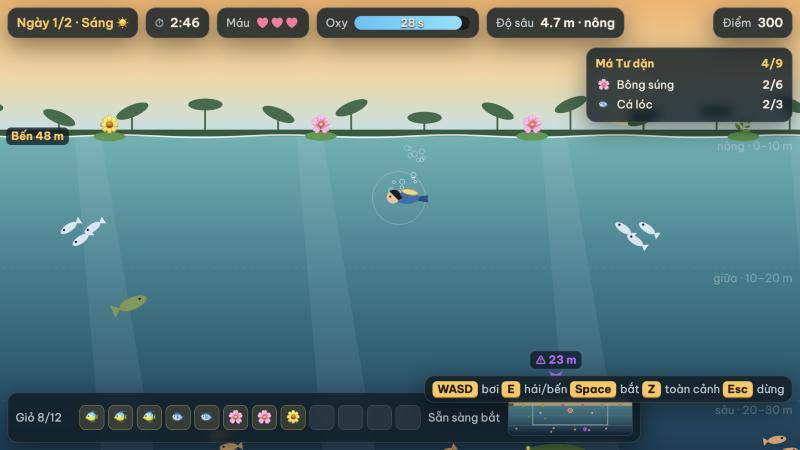 Ngày 1/2 · Sáng
2:46
Máu
Oxy 28 s
Độ sâu 4.7 m · nông
Điểm 300
Má Tư dặn 4/9
Bông súng 2/6
Cá lóc 2/3
Bến 48 m
nông · 0–10 m
giữa · 10–20 m
23 m
WASD bơi E hái/bến Space bắt Z toàn cảnh Esc dừng
sâu · 20–30 m
Giỏ 8/12
Sẵn sàng bắt